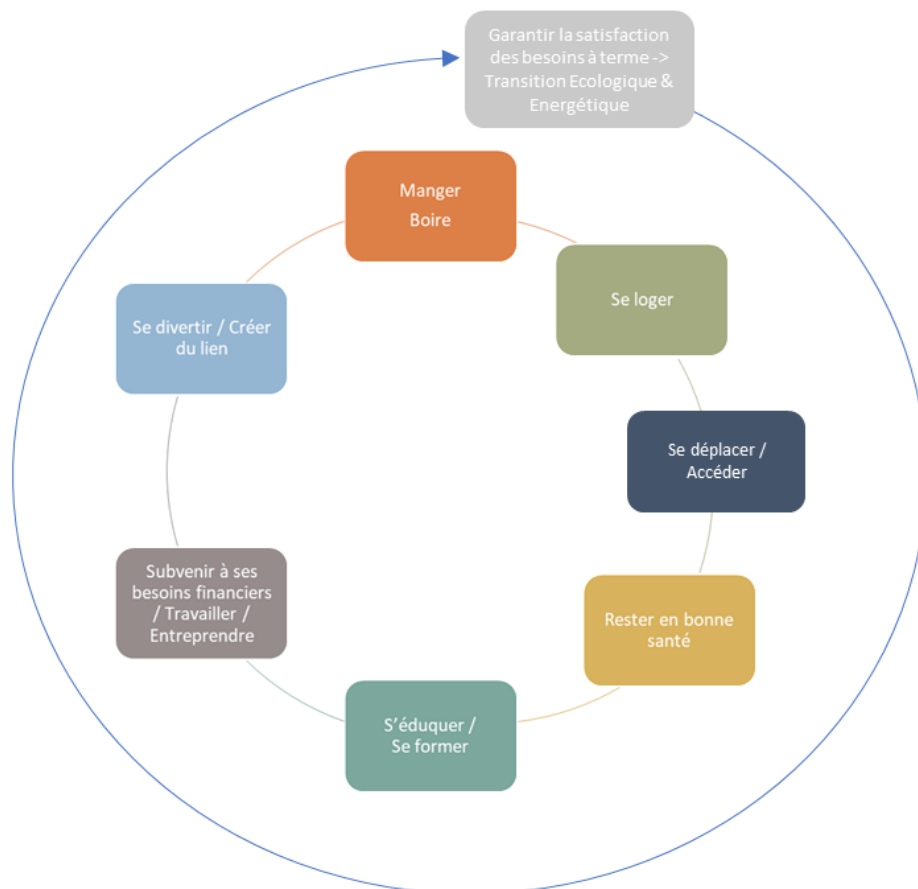 Garantir la satisfaction
des besoins à terme ->
Transition Ecologique &
Energétique
Manger
Boire
Se loger
Se déplacer /
Accéder
Rester en bonne
santé
S’éduquer /
Se former
Subvenir à ses
besoins financiers
/ Travailler /
Entreprendre
Se divertir / Créer
du lien